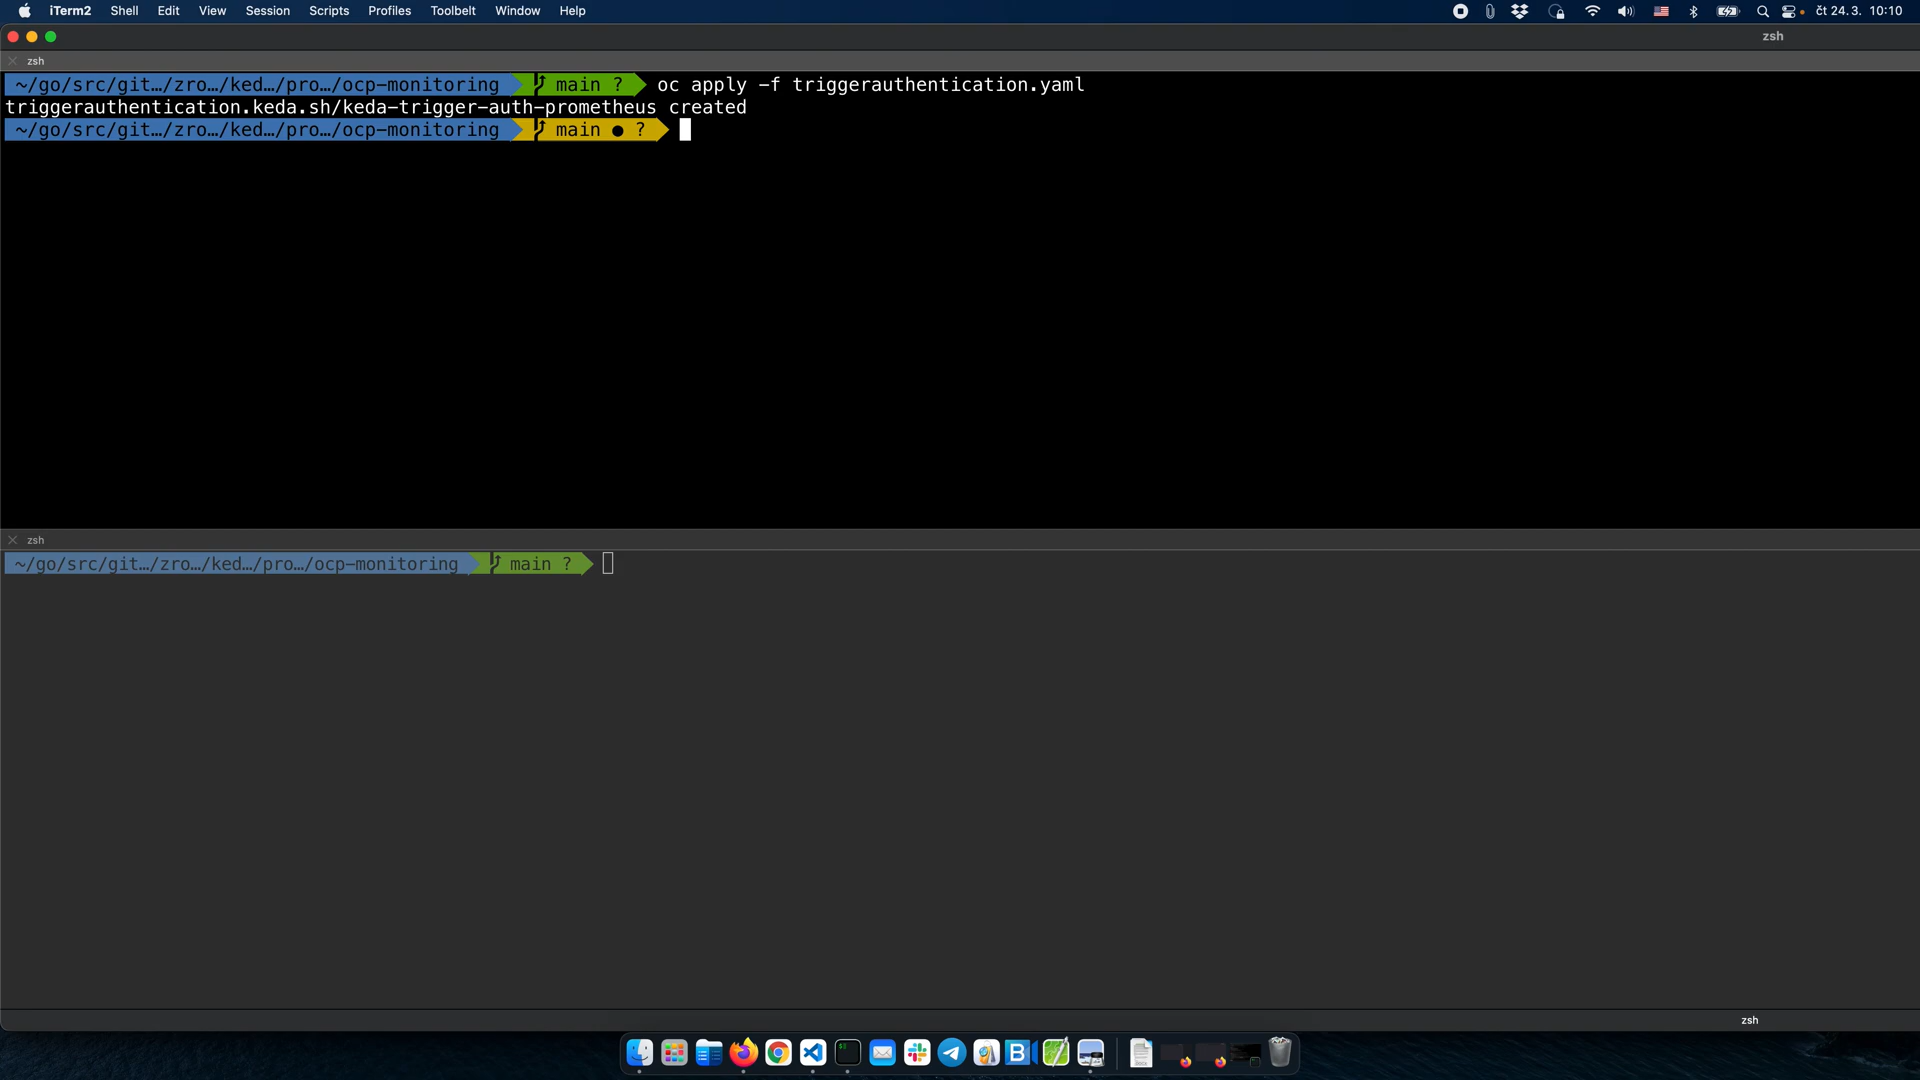 iTerm2 Shell Edit View Session Scripts Profiles Toolbelt Window Help čt 24.3. 10:10
zsh
zsh
~/go/src/git…/zro…/ked…/pro…/ocp-monitoring main ? oc apply -f triggerauthentication.yaml
triggerauthentication.keda.sh/keda-trigger-auth-prometheus created
~/go/src/git…/zro…/ked…/pro…/ocp-monitoring main ● ?
zsh
~/go/src/git…/zro…/ked…/pro…/ocp-monitoring main ?
zsh